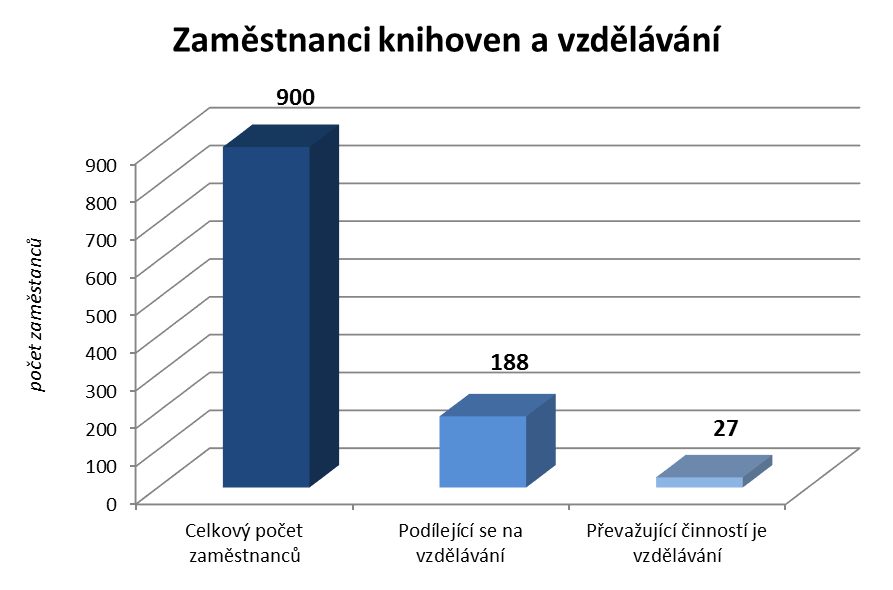 Zaměstnanci knihoven a vzdělávání
900
188
27
900
800
700
600
500
400
300
200
100
0
počet zaměstanců
Celkový počet
zaměstnanců
Podílející se na
vzdělávání
Převažující činností je
vzdělávání